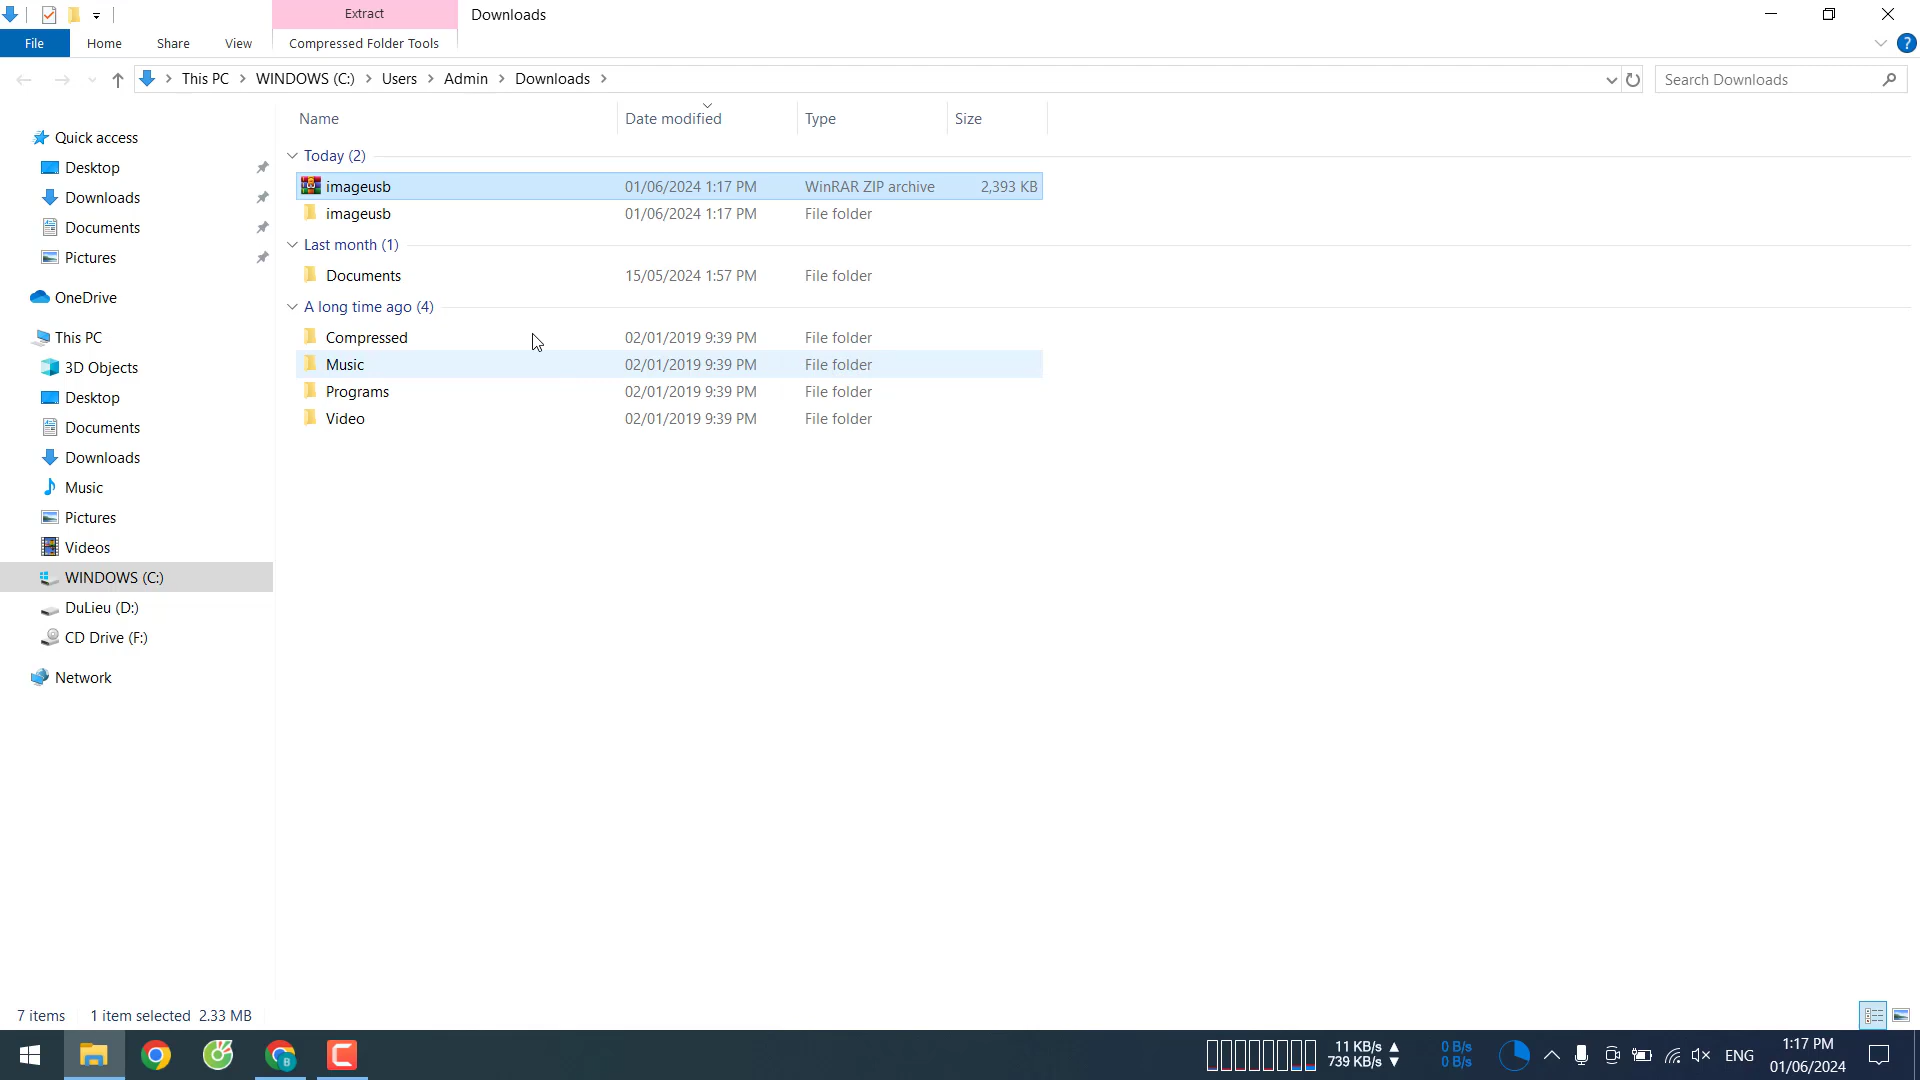 Extract
Downloads
File
Home
Share
View
Compressed Folder Tools
This PC
WINDOWS (C:)
Users
Admin
Downloads
Search Downloads
Name
Date modified
Type
Size
Quick access
Desktop
Downloads
Documents
Pictures
OneDrive
This PC
3D Objects
Desktop
Documents
Downloads
Music
Pictures
Videos
WINDOWS (C:)
DuLieu (D:)
CD Drive (F:)
Network
Today (2)
imageusb 01/06/2024 1:17 PM WinRAR ZIP archive 2,393 KB
imageusb 01/06/2024 1:17 PM File folder
Last month (1)
Documents 15/05/2024 1:57 PM File folder
A long time ago (4)
Compressed 02/01/2019 9:39 PM File folder
Music 02/01/2019 9:39 PM File folder
Programs 02/01/2019 9:39 PM File folder
Video 02/01/2019 9:39 PM File folder
7 items 1 item selected 2.33 MB
B
11 KB/s
739 KB/s
0 B/s
0 B/s
ENG
1:17 PM
01/06/2024